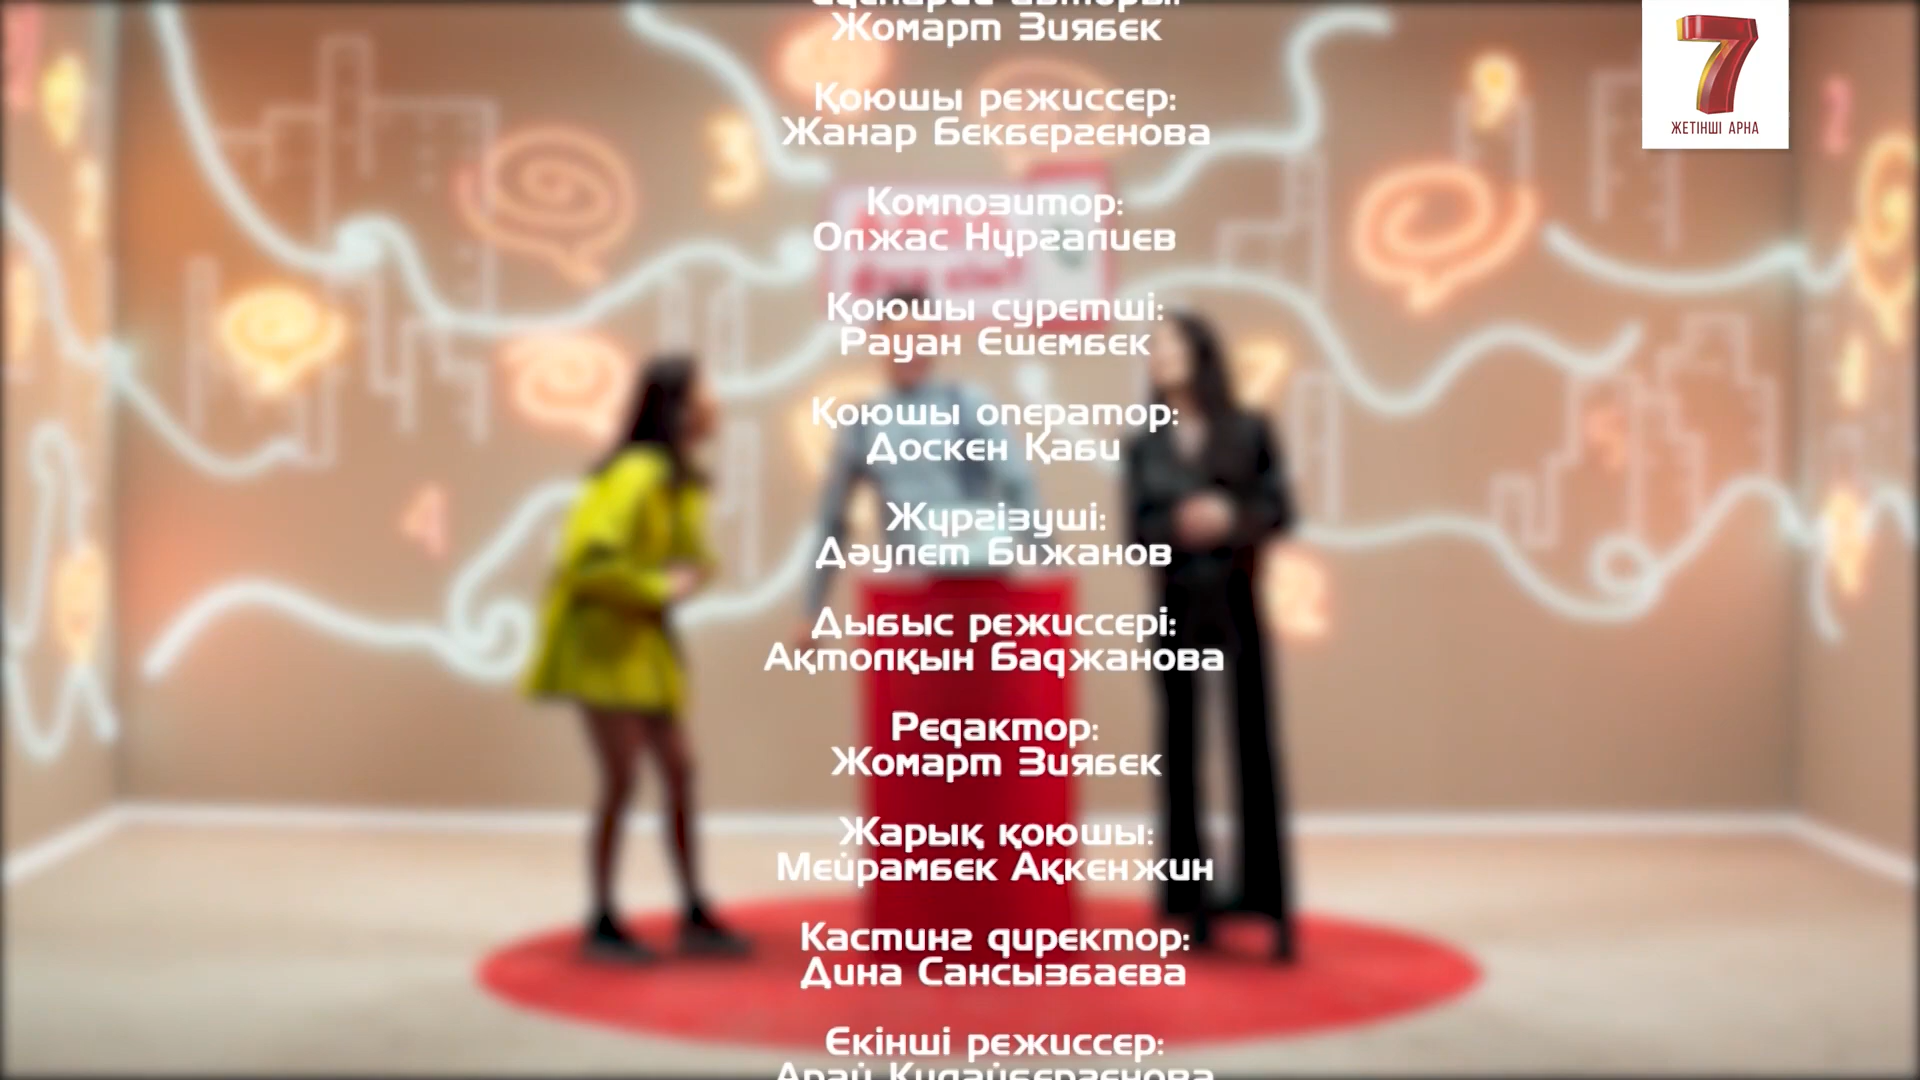 Жомарт Зиябек
Қоюшы режиссер:
Жанар Бекбергенова
Композитор:
Олжас Нұргалиев
Қоюшы суретші:
Рауан Ешембек
Қоюшы оператор:
Доскен Қаби
Жүргізуші:
Дәулет Бижанов
Дыбыс режиссері:
Ақтолқын Баджанова
Редактор:
Жомарт Зиябек
Жарық қоюшы:
Мейрамбек Ақкенжин
Кастинг директор:
Дина Сансызбаева
Екінші режиссер:
7
ЖЕТІНШІ АРНА